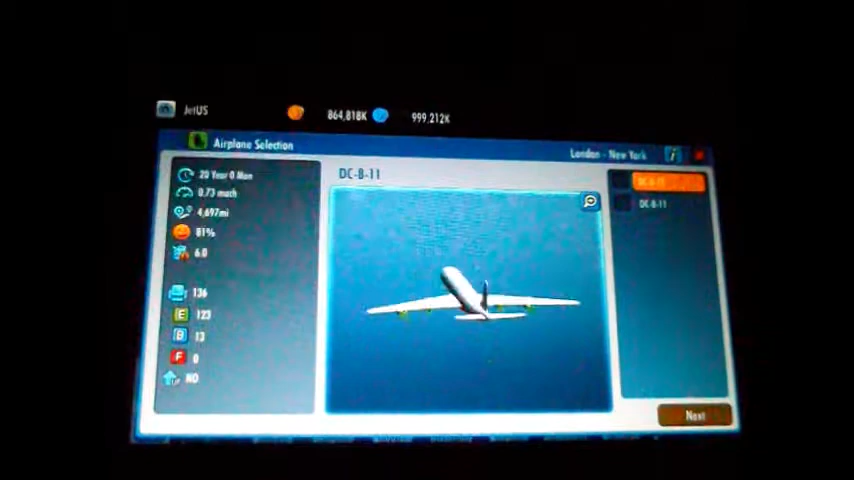 JetUS 864,818K 999,212K
Airplane Selection London - New York
20 Year 0 Mon
0.73 mach
4,697mi
81%
6.0
136
E 123
B 13
F 0
NO
DC-8-11
DC-8-11
Next